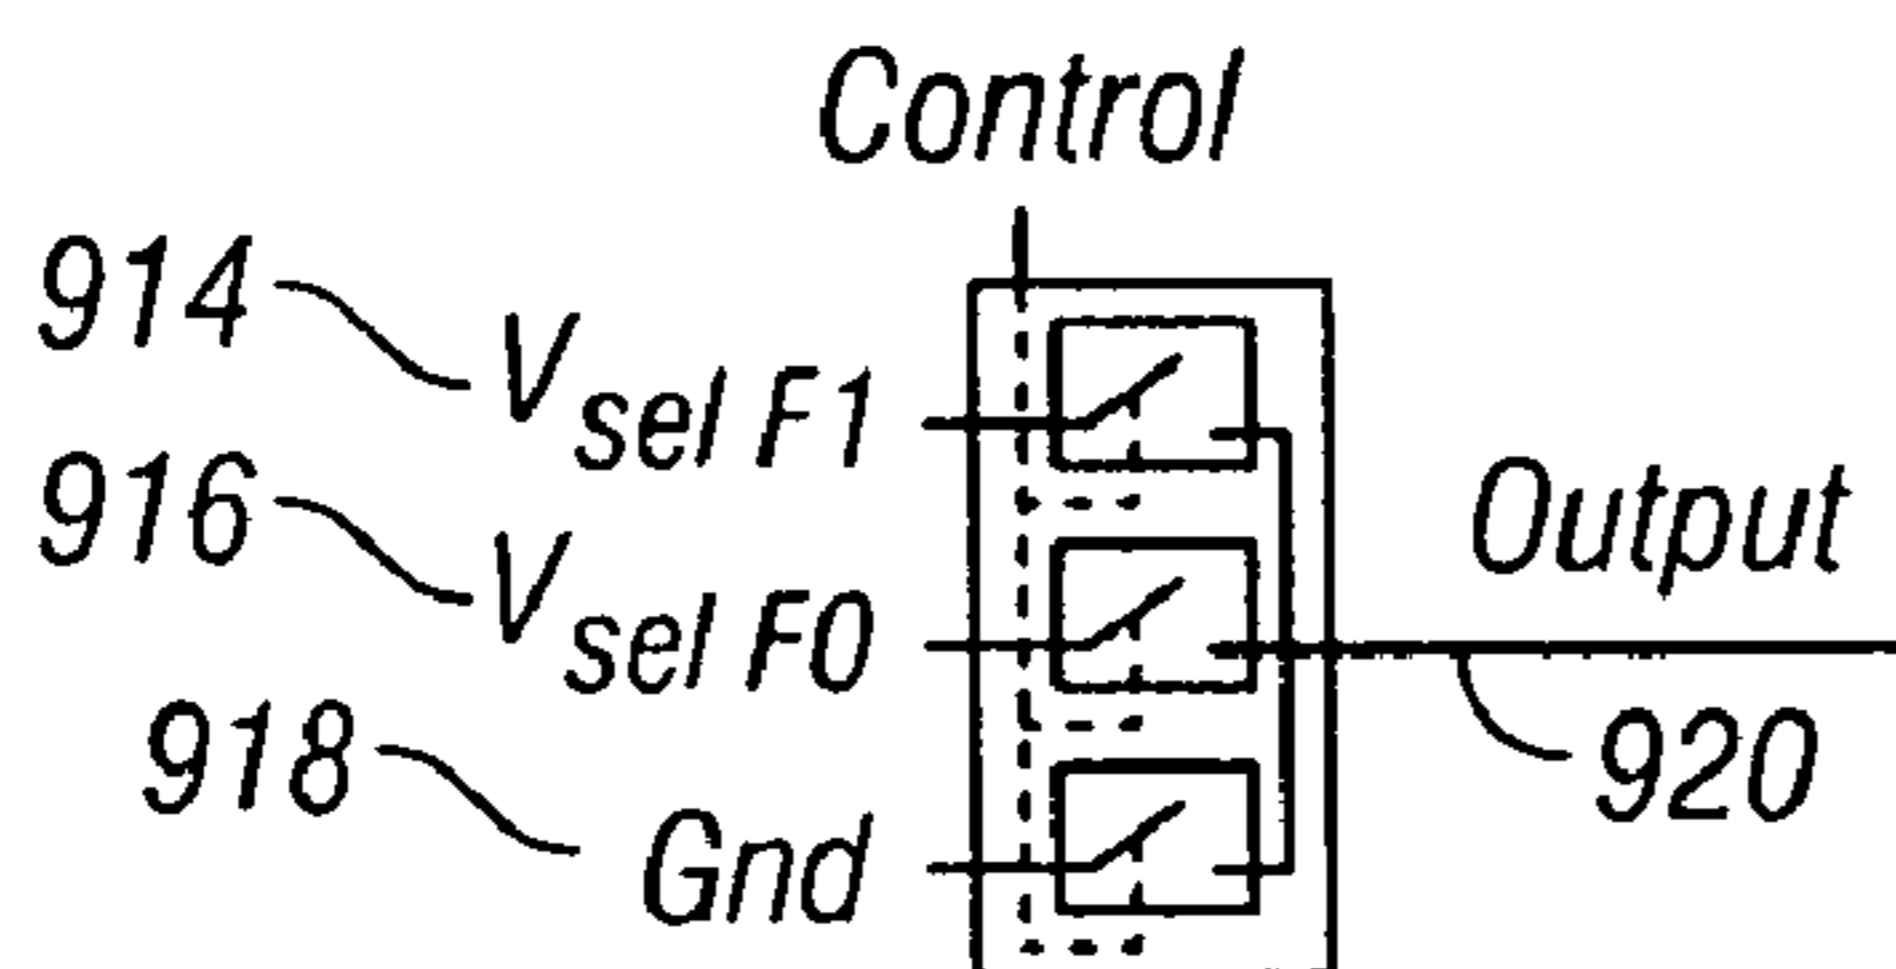 Control
914
V sel F1
916
V sel F0
Output
918
Gnd
920